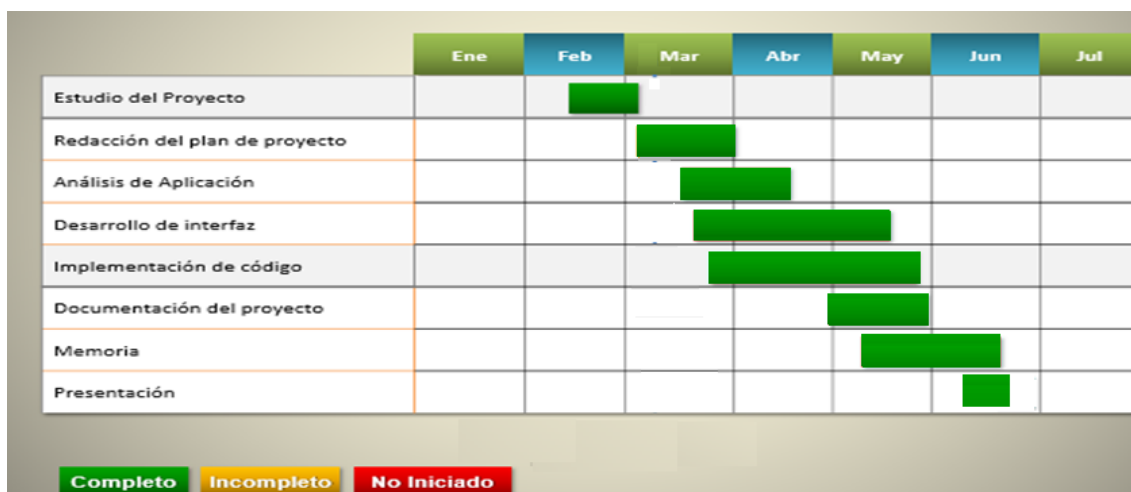 Ene Feb Mar Abr May Jun Jul
Estudio del Proyecto
Redacción del plan de proyecto
Análisis de Aplicación
Desarrollo de interfaz
Implementación de código
Documentación del proyecto
Memoria
Presentación
Completo Incompleto No Iniciado